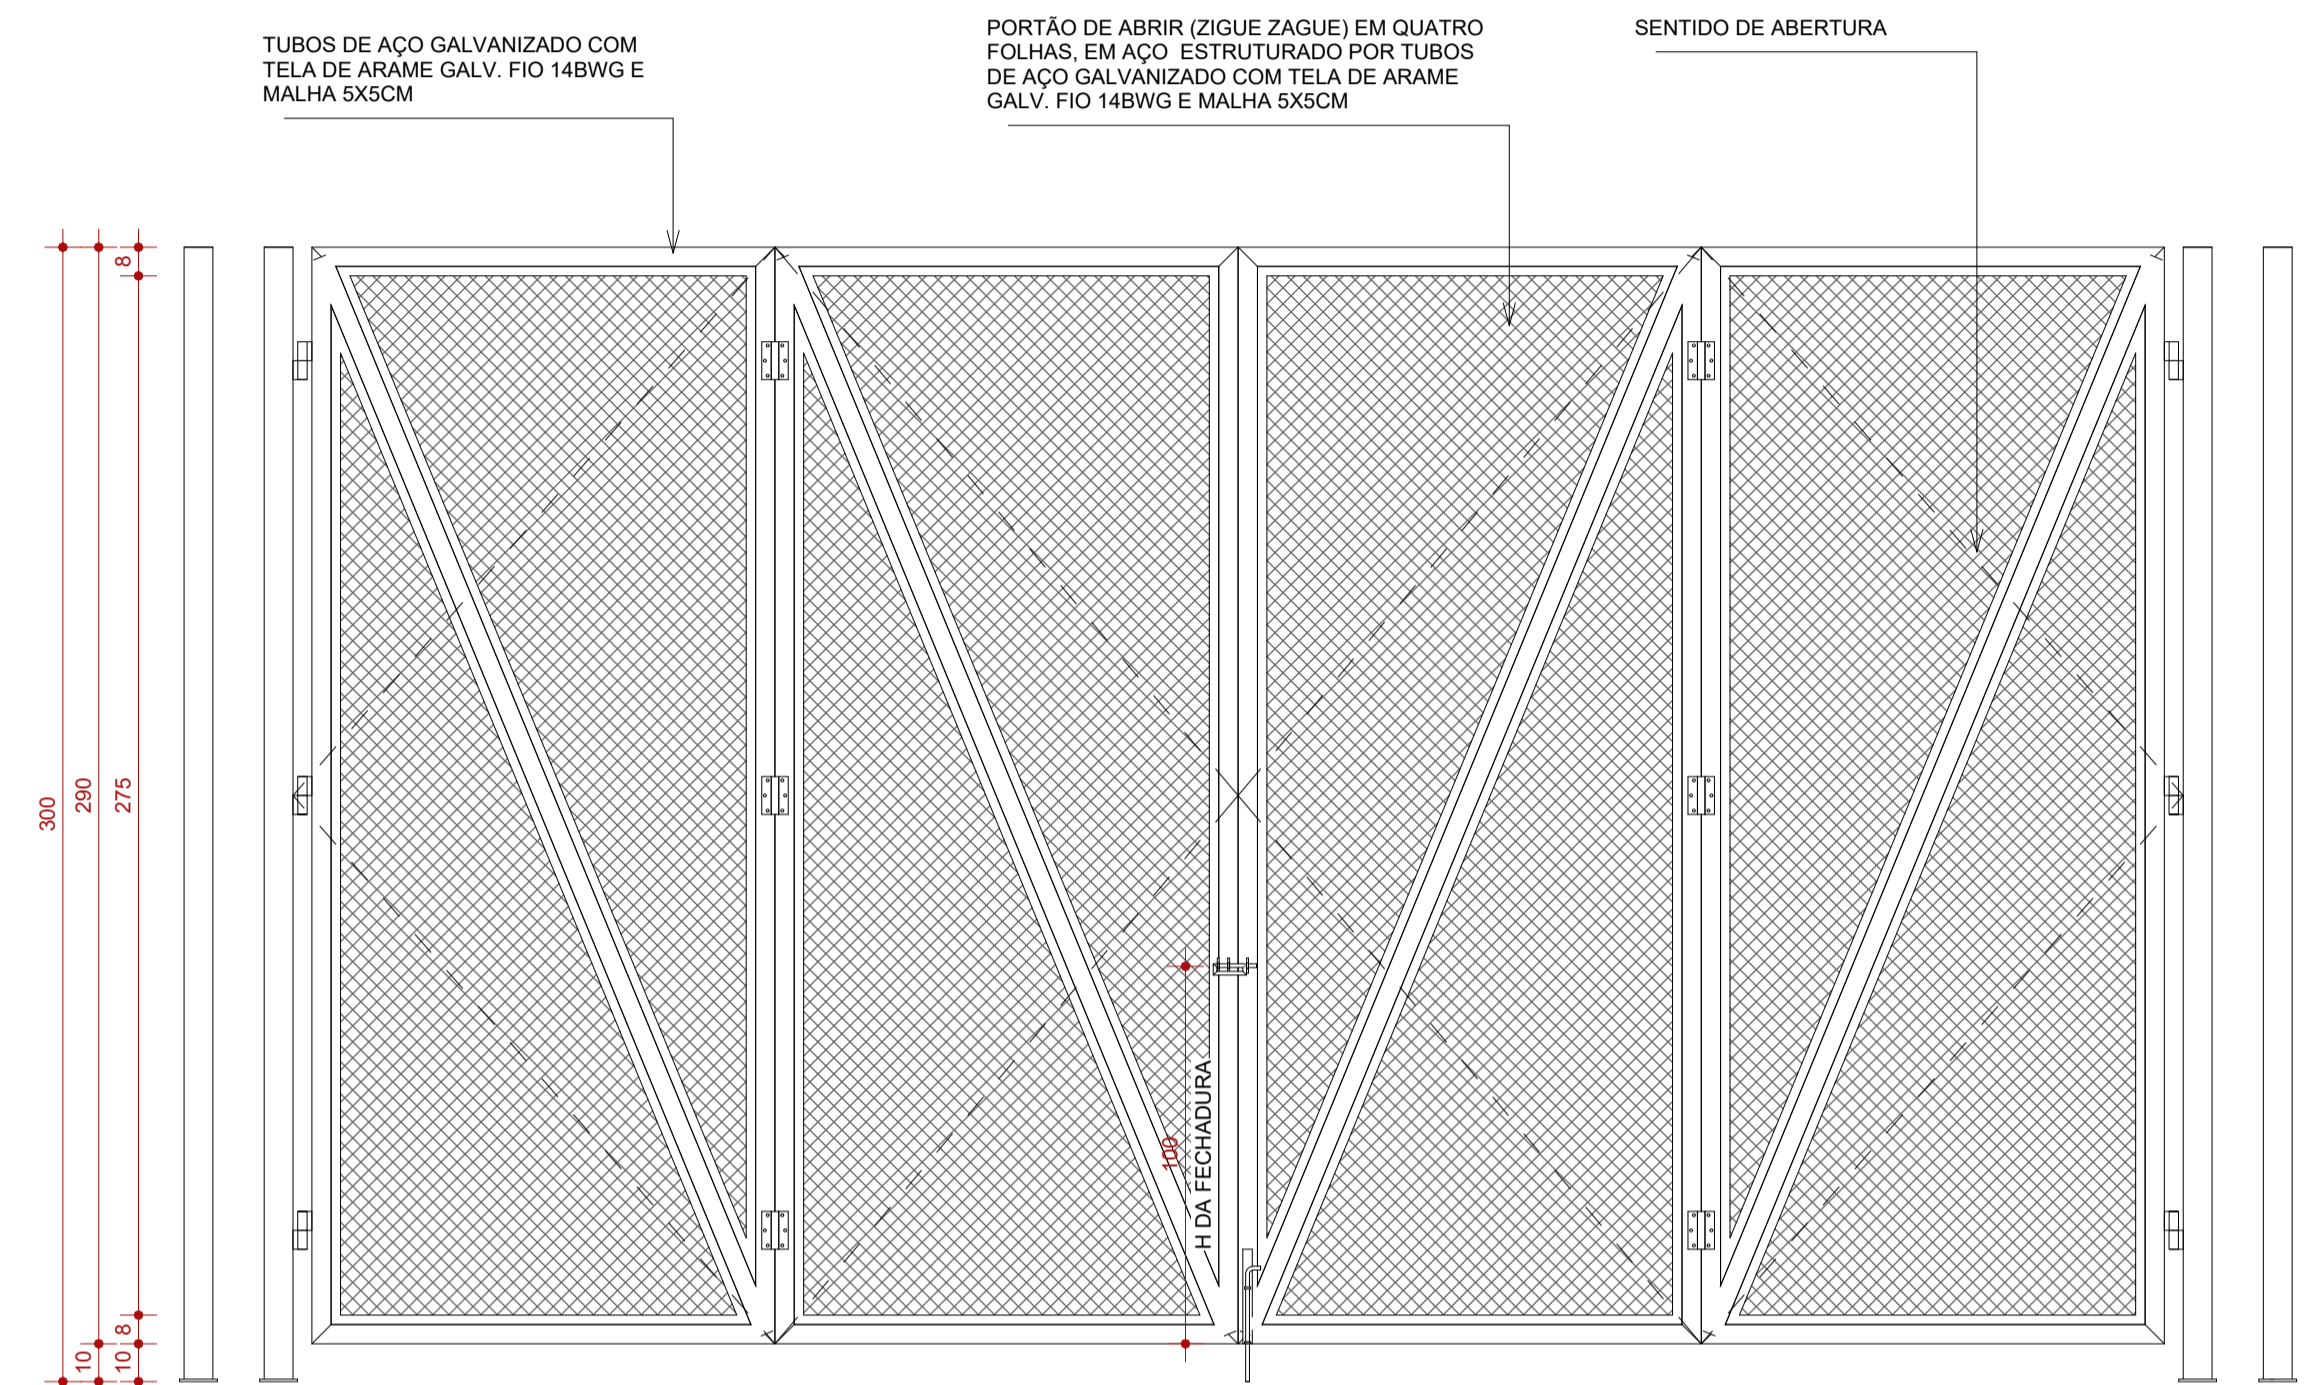 TUBOS DE AÇO GALVANIZADO COM
TELA DE ARAME GALV. FIO 14BWG E
MALHA 5X5CM
PORTÃO DE ABRIR (ZIGUE ZAGUE) EM QUATRO
FOLHAS, EM AÇO ESTRUTURADO POR TUBOS
DE AÇO GALVANIZADO COM TELA DE ARAME
GALV. FIO 14BWG E MALHA 5X5CM
SENTIDO DE ABERTURA
8
300
290
275
8
10
10
100
H DA FECHADURA